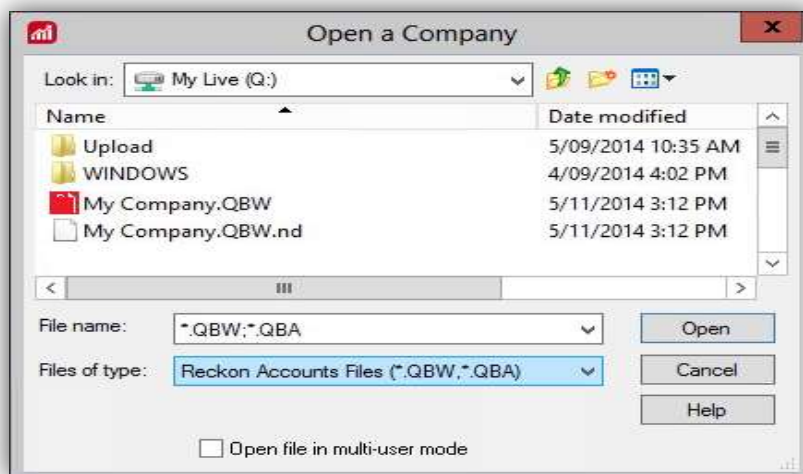 Open a Company
x
Look in: My Live (Q:)
Name Date modified
Upload 5/09/2014 10:35 AM
WINDOWS 4/09/2014 4:02 PM
My Company.QBW 5/11/2014 3:12 PM
My Company.QBW.nd 5/11/2014 3:12 PM
File name: *.QBW;*.QBA Open
Files of type: Reckon Accounts Files (*.QBW,*.QBA) Cancel
Help
Open file in multi-user mode